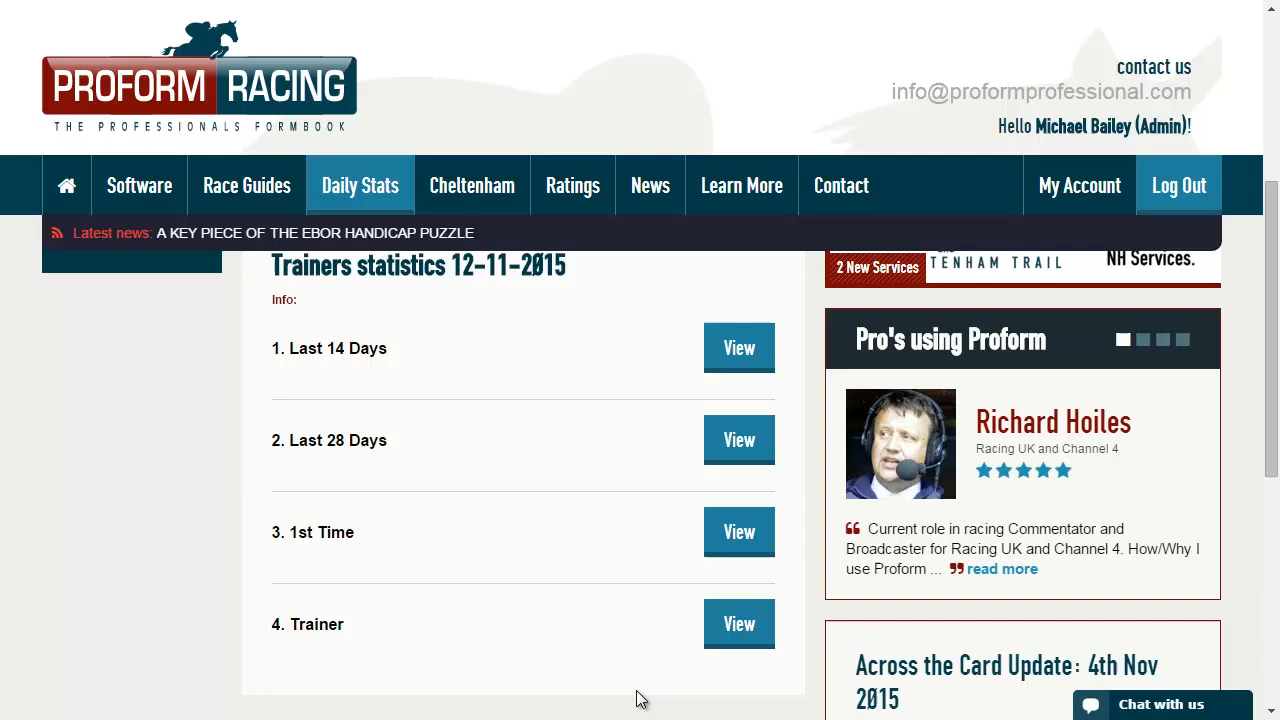 PROFORM RACING
THE PROFESSIONALS FORMBOOK
contact us
info@proformprofessional.com
Hello Michael Bailey (Admin)!
Software
Race Guides
Daily Stats
Cheltenham
Ratings
News
Learn More
Contact
My Account
Log Out
Latest news: A KEY PIECE OF THE EBOR HANDICAP PUZZLE
Trainers statistics 12-11-2015
Info:
1. Last 14 Days
View
2. Last 28 Days
View
3. 1st Time
View
4. Trainer
View
2 New Services
TENHAM TRAIL
NH Services.
Pro's using Proform
Richard Hoiles
Racing UK and Channel 4
Current role in racing Commentator and
Broadcaster for Racing UK and Channel 4. How/Why I
use Proform ... read more
Across the Card Update: 4th Nov
2015
Chat with us